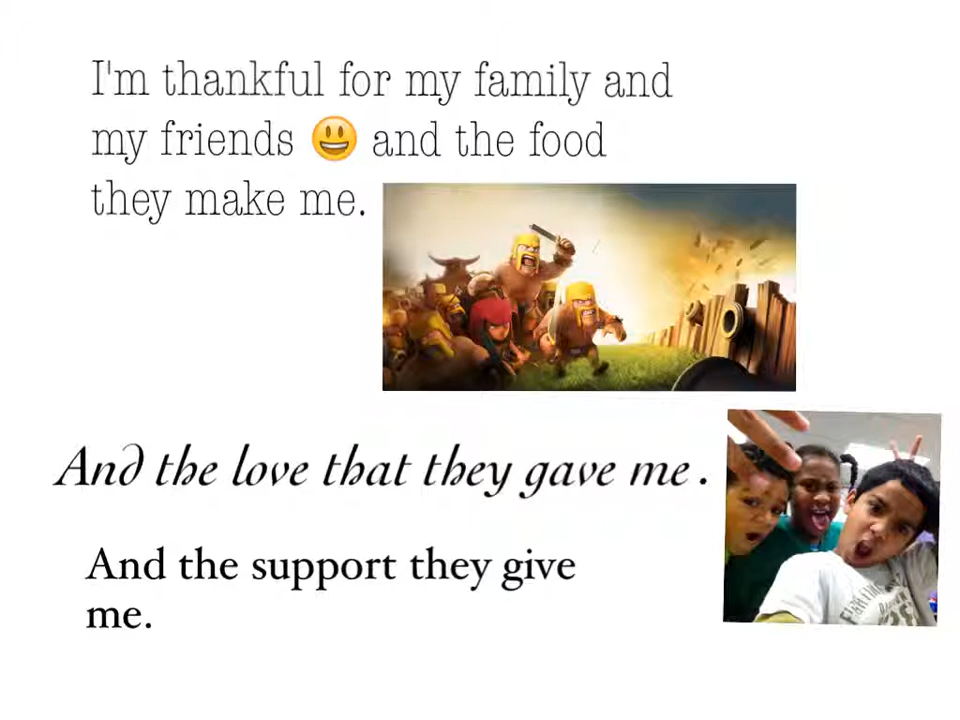 I'm thankful for my family and
my friends 😃 and the food
they make me.
And the love that they gave me.
And the support they give
me.